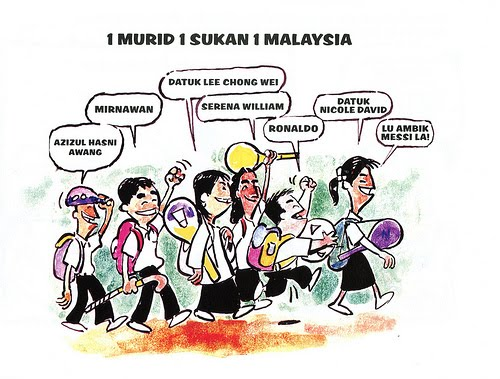 1 MURID 1 SUKAN 1 MALAYSIA
AZIZUL HASNI
AWANG
MIRNAWAN
DATUK LEE CHONG WEI
SERENA WILLIAM
RONALDO
DATUK
NICOLE DAVID
LU AMBIK
MESSI LA!